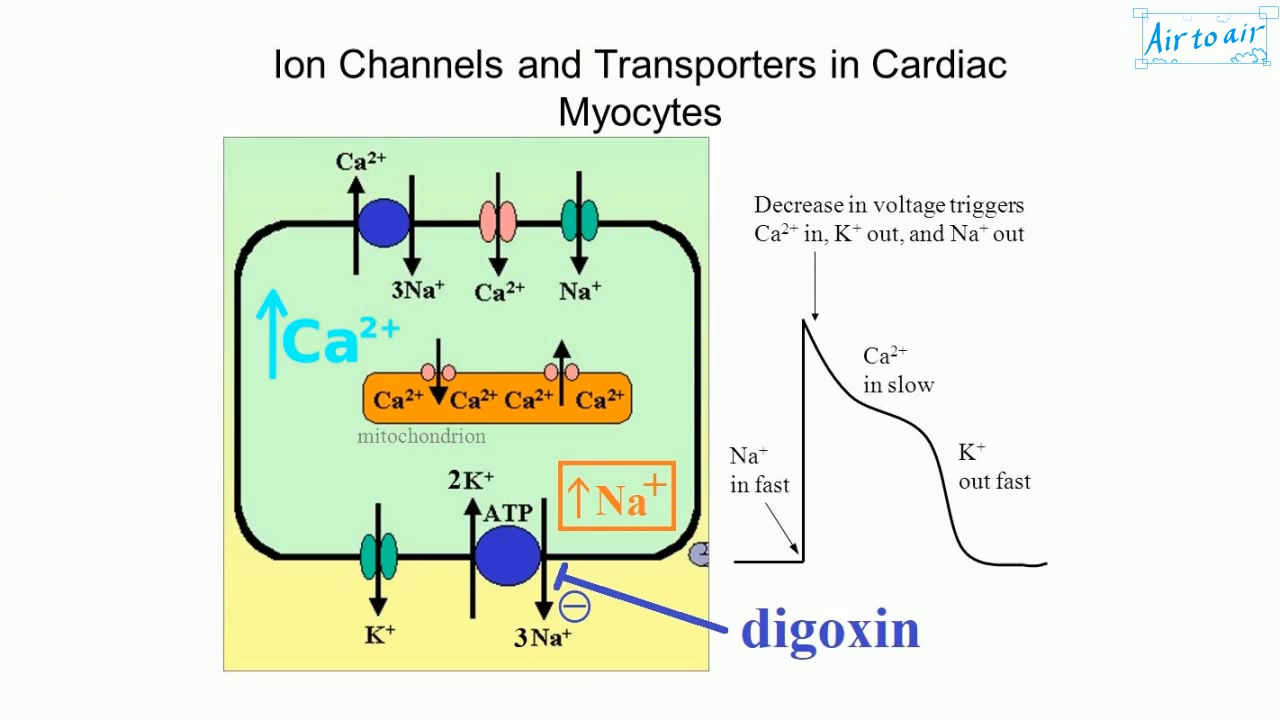 Air to air
Ion Channels and Transporters in Cardiac
Myocytes
Ca²⁺
3Na⁺
Ca²⁺
Na⁺
↑Ca²⁺
Ca²⁺ Ca²⁺ Ca²⁺ Ca²⁺
mitochondrion
2K⁺
ATP
↑Na⁺
K⁺
3Na⁺
digoxin
Decrease in voltage triggers
Ca²⁺ in, K⁺ out, and Na⁺ out
Ca²⁺
in slow
Na⁺
in fast
K⁺
out fast